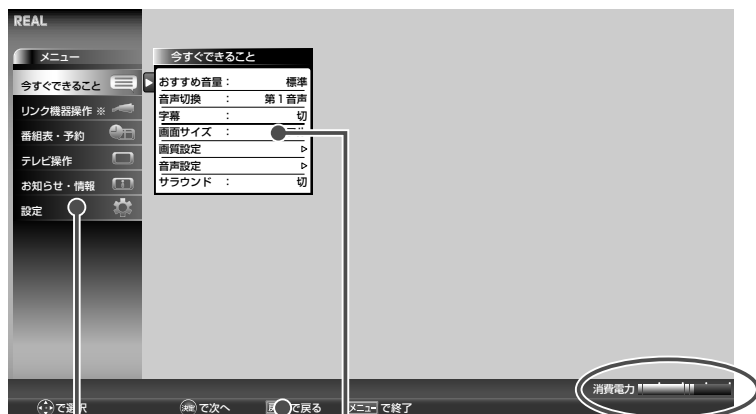 REAL
メニュー
今すぐできること
リンク機器操作 ※
番組表・予約
テレビ操作
お知らせ・情報
設定
今すぐできること
おすすめ音量： 標準
音声切換 ： 第1音声
字幕 ： 切
画面サイズ ：
画質設定 ▷
音声設定 ▷
サラウンド ： 切
消費電力
で選択 決定で次へ で戻る メニューで終了